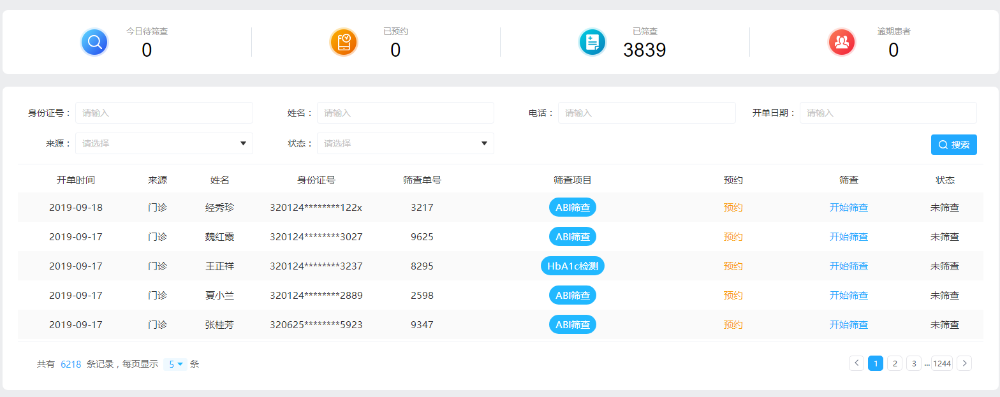 今日待筛查 已预约 已筛查 逾期患者
0 0 3839 0
身份证号： 请输入 姓名： 请输入 电话： 请输入 开单日期： 请输入
来源： 请选择 状态： 请选择 搜索
开单时间 来源 姓名 身份证号 筛查单号 筛查项目 预约 筛查 状态
2019-09-18 门诊 经秀珍 320124********122x 3217 ABI筛查 预约 开始筛查 未筛查
2019-09-17 门诊 魏红霞 320124********3027 9625 ABI筛查 预约 开始筛查 未筛查
2019-09-17 门诊 王正祥 320124********3237 8295 HbA1c检测 预约 开始筛查 未筛查
2019-09-17 门诊 夏小兰 320124********2889 2598 ABI筛查 预约 开始筛查 未筛查
2019-09-17 门诊 张桂芳 320625********5923 9347 ABI筛查 预约 开始筛查 未筛查
共有 6218 条记录，每页显示 5 条 1 2 3 ... 1244